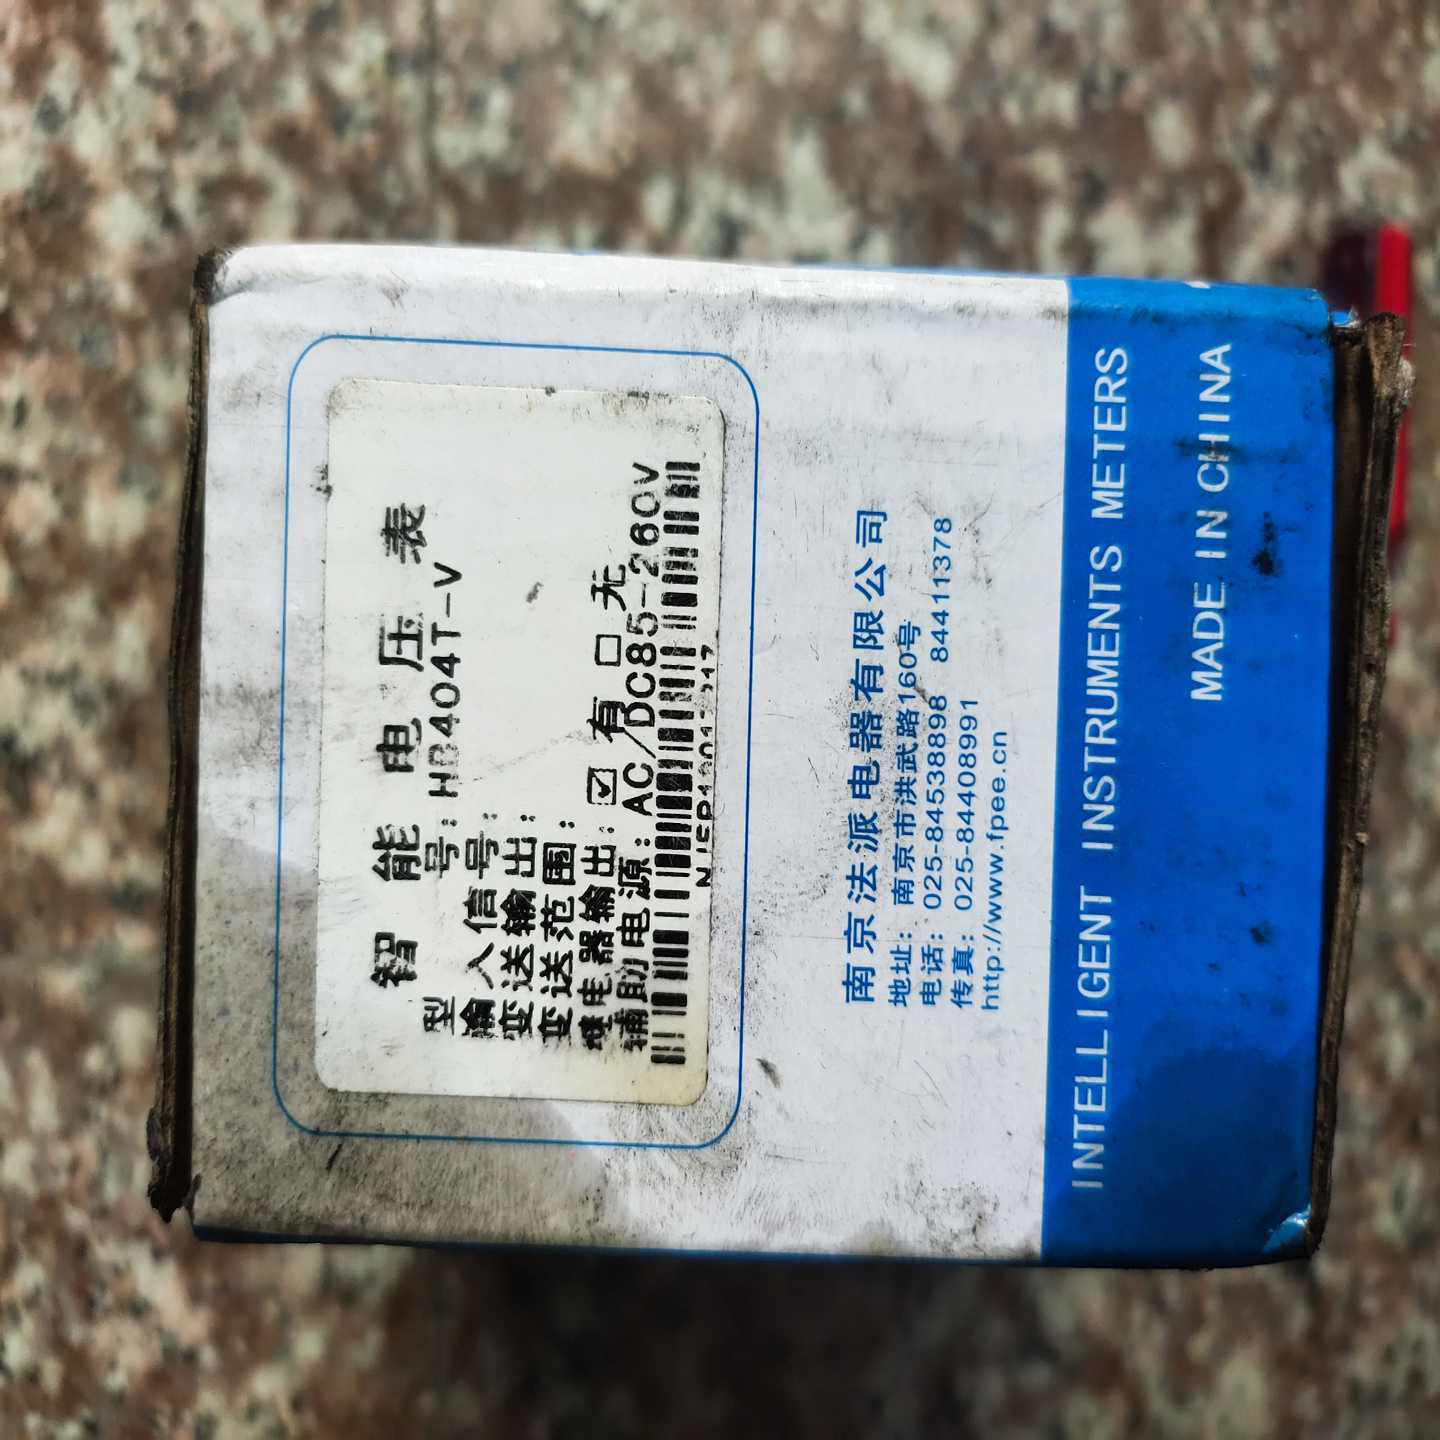 智能电压表
型号：HB404T-V
输入信号：
变送输出：
变送范围：
继电器输出：☑有 □无
辅助电源：AC/DC85-260V
南京法派电器有限公司
地址：南京市洪武路160号
电话：025-84538898 84411378
传真：025-84408991
http://www.fpee.cn
INTELLIGENT INSTRUMENTS METERS
MADE IN CHINA